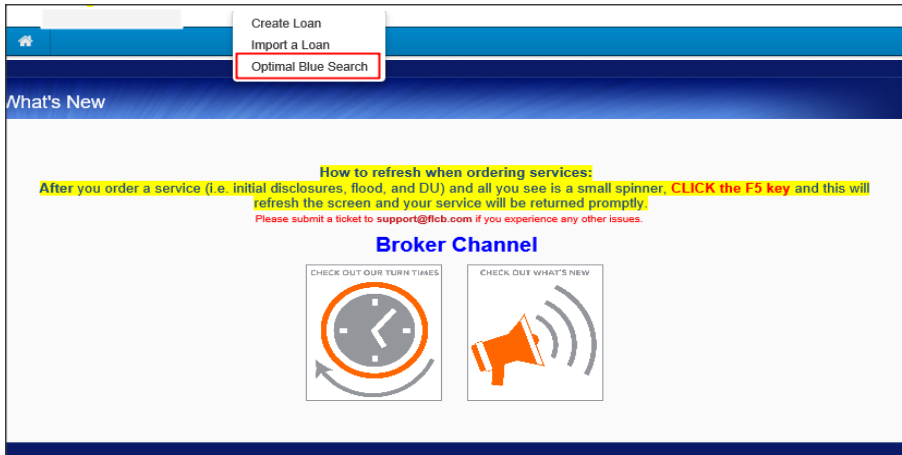 Create Loan
Import a Loan
Optimal Blue Search
What's New
How to refresh when ordering services:
After you order a service (i.e. initial disclosures, flood, and DU) and all you see is a small spinner, CLICK the F5 key and this will
refresh the screen and your service will be returned promptly.
Please submit a ticket to support@flcb.com if you experience any other issues.
Broker Channel
CHECK OUT OUR TURN TIMES
CHECK OUT WHAT'S NEW